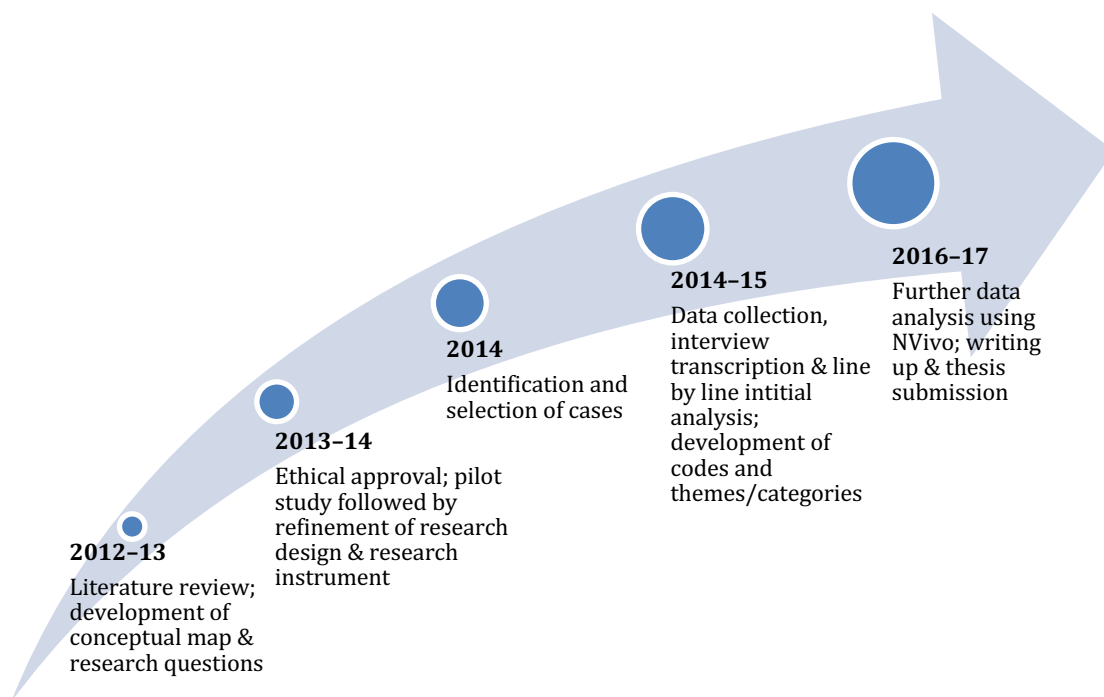 2012–13
Literature review;
development of
conceptual map &
research questions
2013–14
Ethical approval; pilot
study followed by
refinement of research
design & research
instrument
2014
Identification and
selection of cases
2014–15
Data collection,
interview
transcription & line
by line intitial
analysis;
development of
codes and
themes/categories
2016–17
Further data
analysis using
NVivo; writing
up & thesis
submission